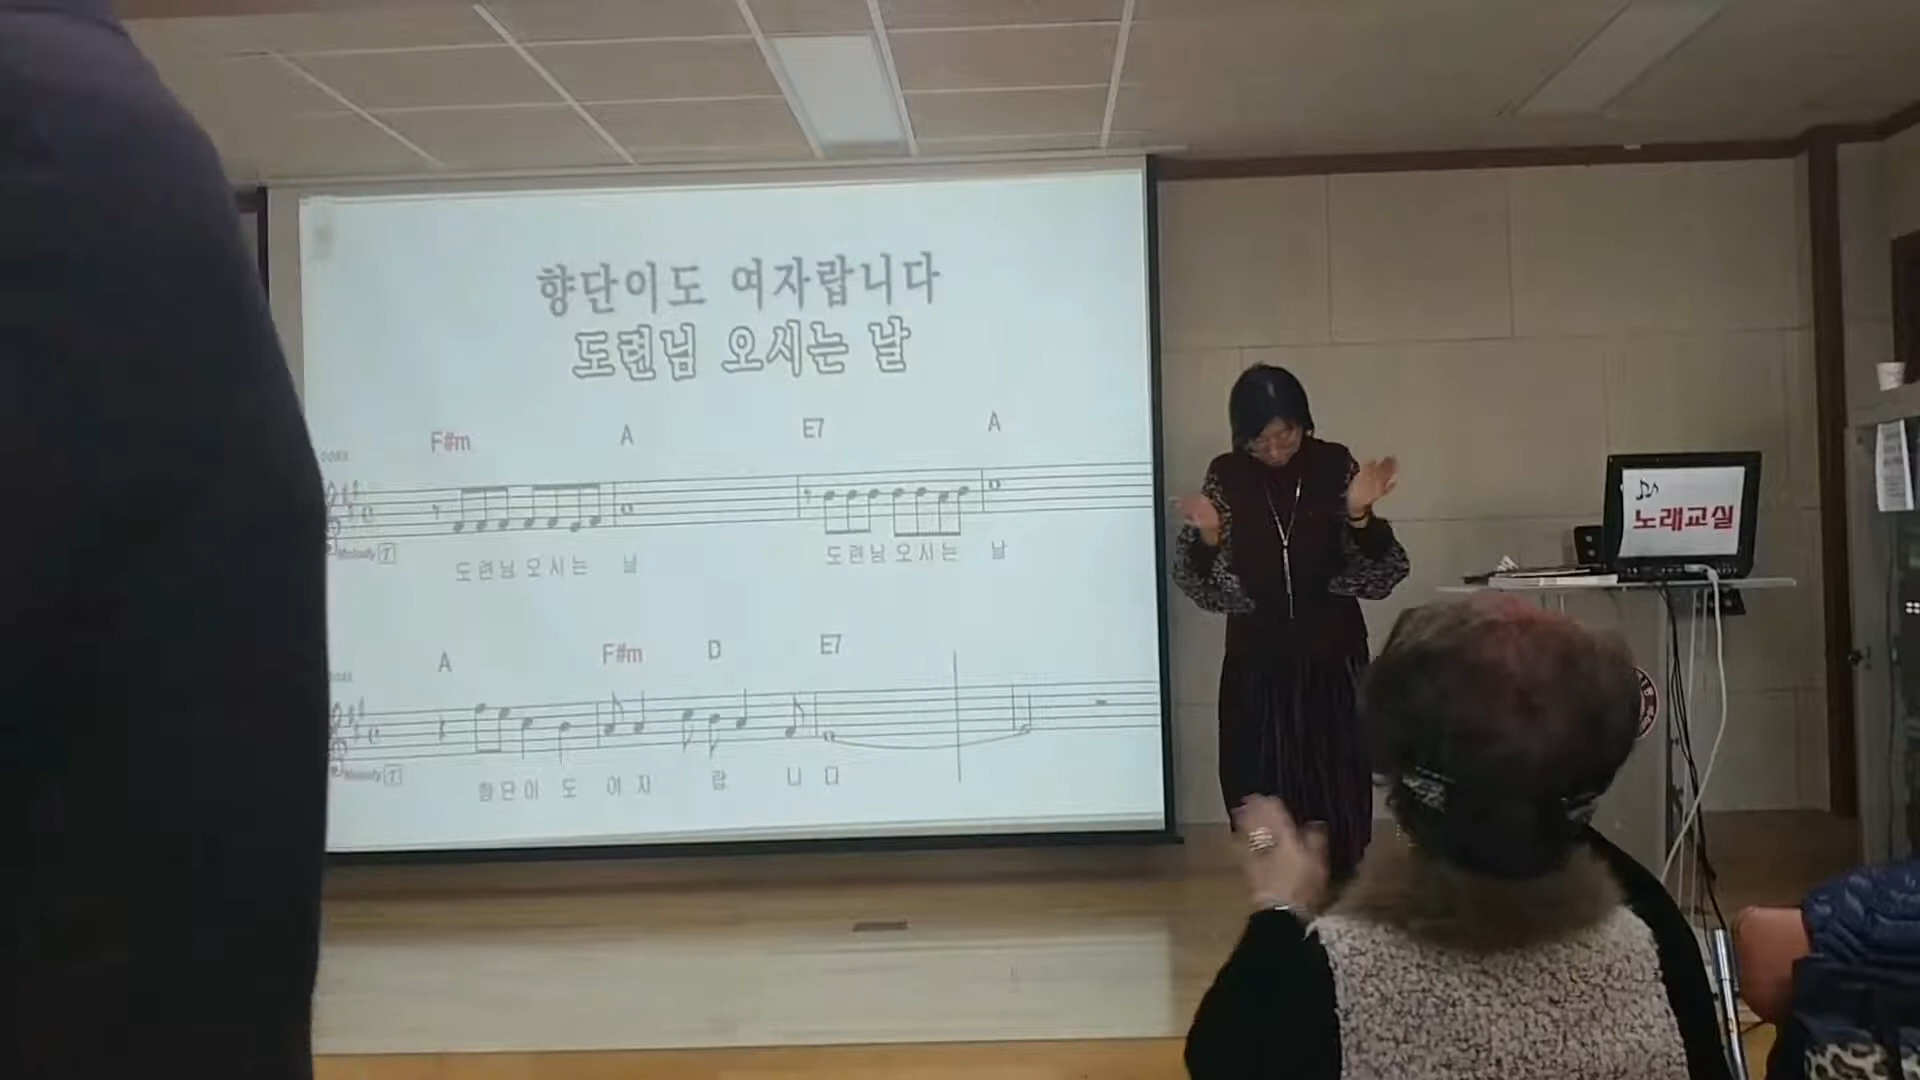 향단이도 여자랍니다
도련님 오시는 날
F#m A E7 A
도련님 오시는 날 도련님 오시는 날
A F#m D E7
Melody
향단이도 여자랍니다
노래교실